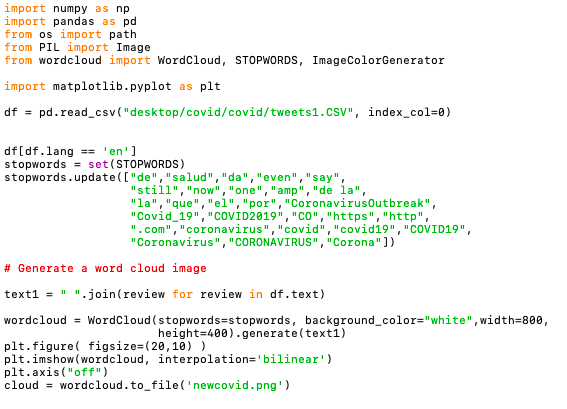 import numpy as np
import pandas as pd
from os import path
from PIL import Image
from wordcloud import WordCloud, STOPWORDS, ImageColorGenerator
import matplotlib.pyplot as plt
df = pd.read_csv("desktop/covid/covid/tweets1.CSV", index_col=0)
df[df.lang == 'en']
stopwords = set(STOPWORDS)
stopwords.update(["de","salud","da","even","say",
"still","now","one","amp","de la",
"la","que","el","por","CoronavirusOutbreak",
"Covid_19","COVID2019","CO","https","http",
".com","coronavirus","covid","covid19","COVID19",
"Coronavirus","CORONAVIRUS","Corona"])
# Generate a word cloud image
text1 = " ".join(review for review in df.text)
wordcloud = WordCloud(stopwords=stopwords, background_color="white",width=800,
height=400).generate(text1)
plt.figure( figsize=(20,10) )
plt.imshow(wordcloud, interpolation='bilinear')
plt.axis("off")
cloud = wordcloud.to_file('newcovid.png')